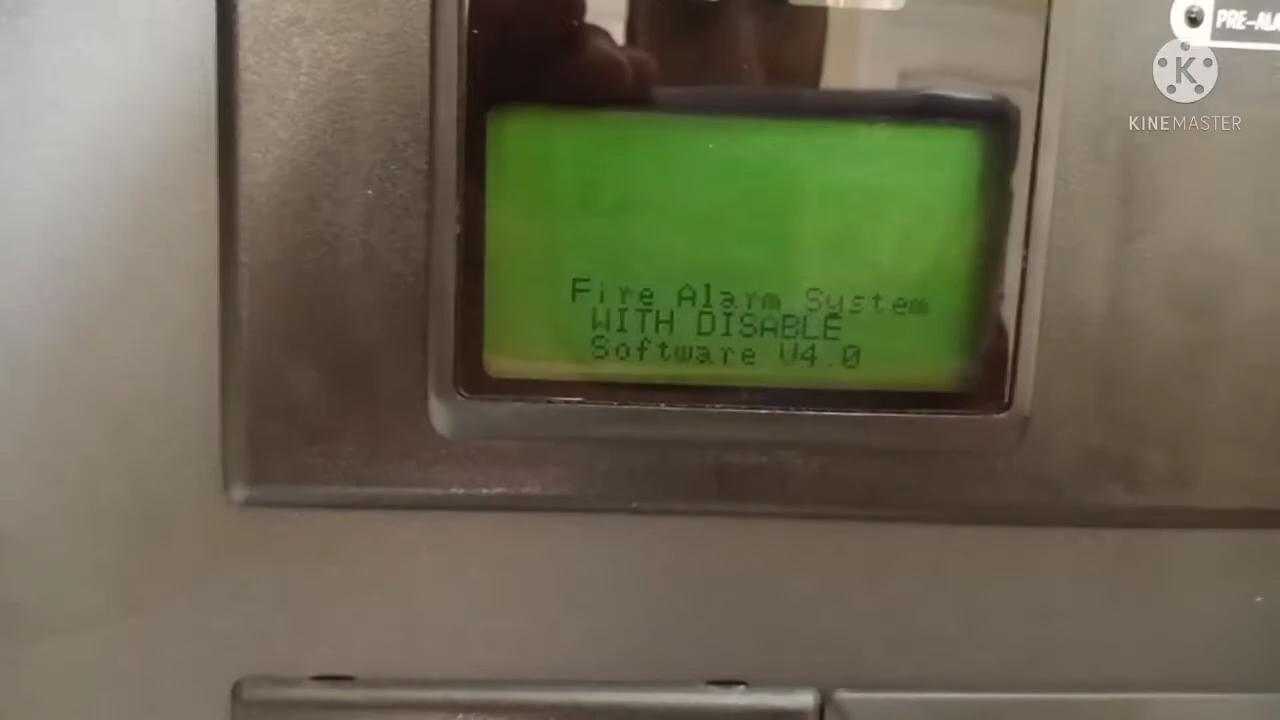 PRE-ALA
K
KINEMASTER
Fire Alarm System
WITH DISABLE
Software V4.0